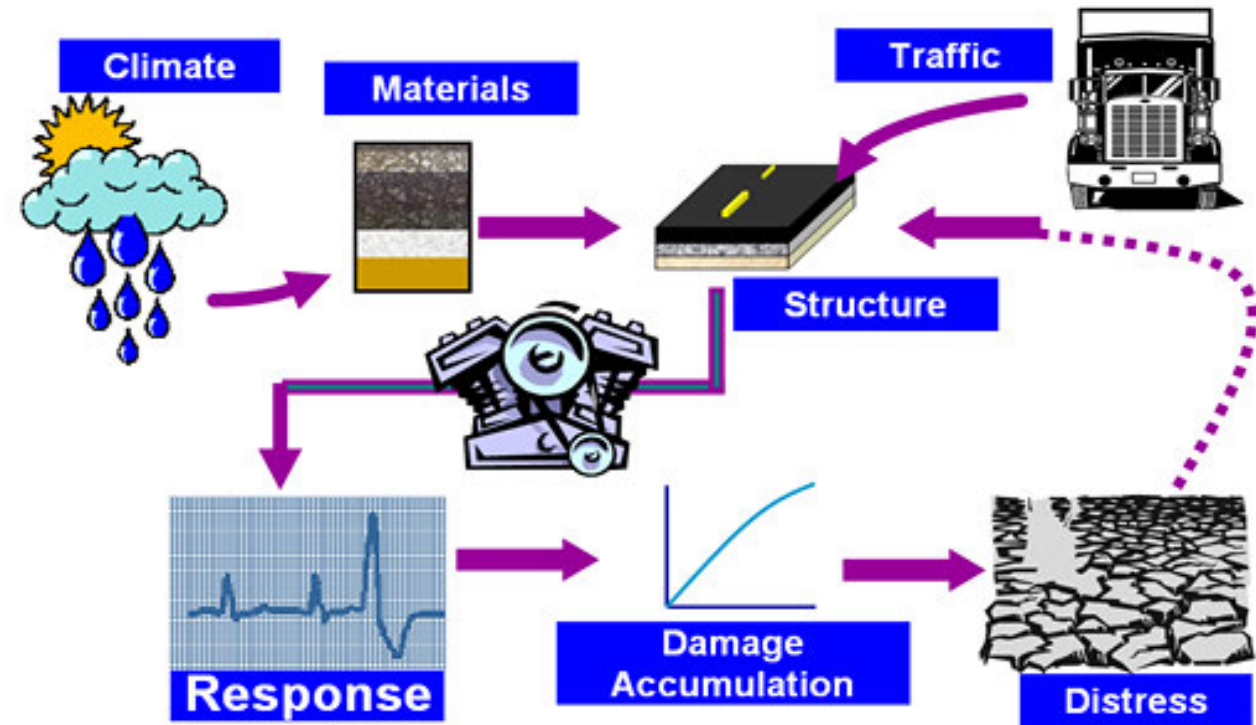 Climate
Materials
Traffic
Structure
Response
Damage
Accumulation
Distress